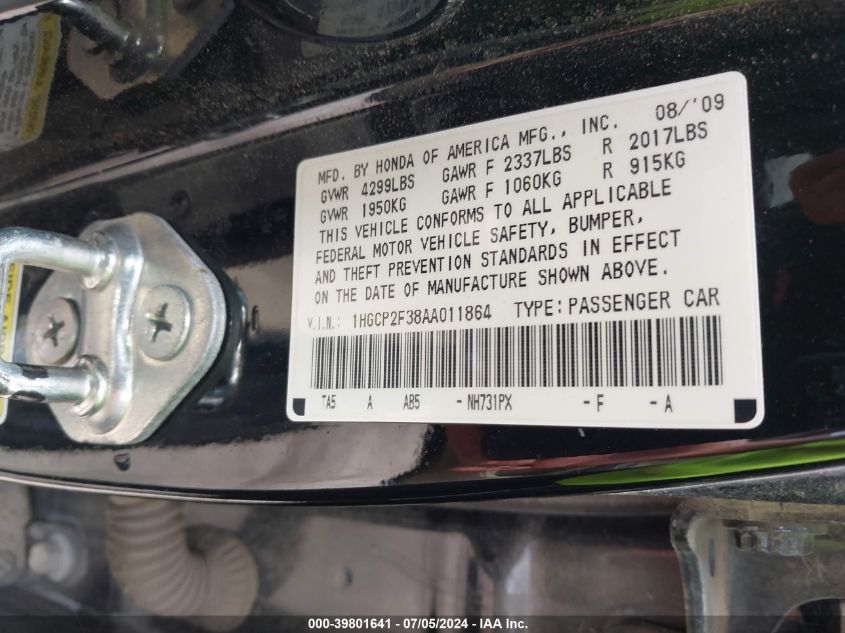 08/'09
MFD. BY HONDA OF AMERICA MFG., INC.
GVWR 4299LBS GAWR F 2337LBS R 2017LBS
GVWR 1950KG GAWR F 1060KG R 915KG
THIS VEHICLE CONFORMS TO ALL APPLICABLE
FEDERAL MOTOR VEHICLE SAFETY, BUMPER,
AND THEFT PREVENTION STANDARDS IN EFFECT
ON THE DATE OF MANUFACTURE SHOWN ABOVE.
V.I.N.: 1HGCP2F38AA011864 TYPE:PASSENGER CAR
TA5 A AB5 -NH731PX -F -A
SIDE
000-39801641 - 07/05/2024 - IAA Inc.